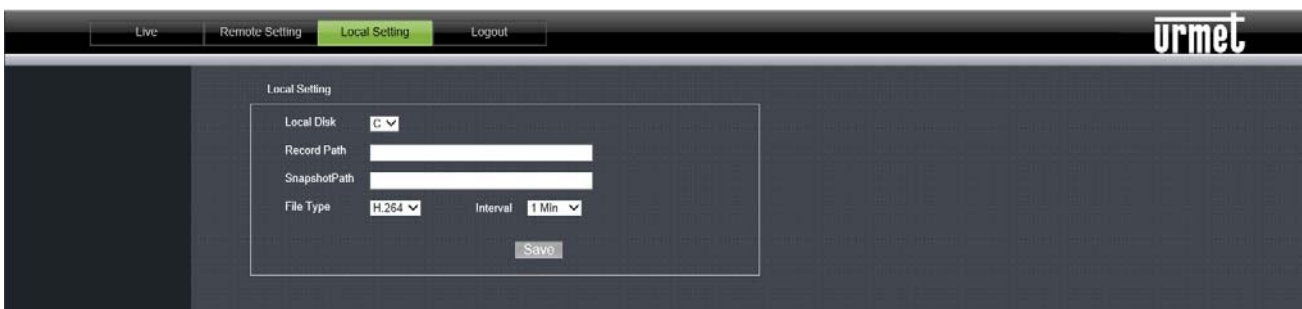 Live Remote Setting Local Setting Logout urmet
Local Setting
Local Disk C
Record Path
SnapshotPath
File Type H.264 Interval 1 Min
Save